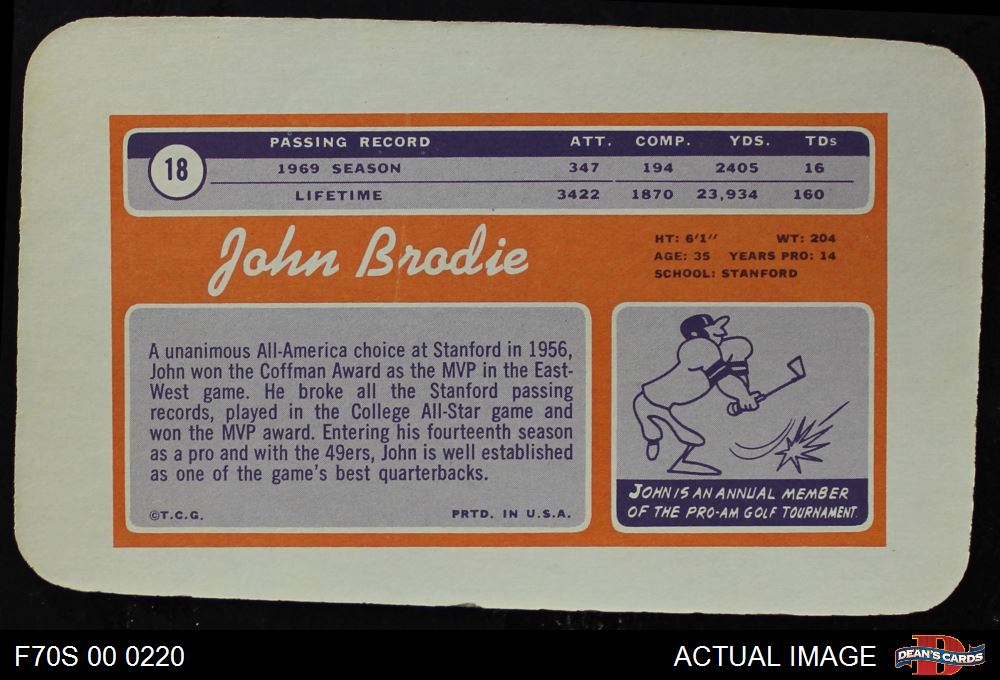 PASSING RECORD ATT. COMP. YDS. TDs
18
1969 SEASON 347 194 2405 16
LIFETIME 3422 1870 23,934 160
John Brodie
HT: 6'1" WT: 204
AGE: 35 YEARS PRO: 14
SCHOOL: STANFORD
A unanimous All-America choice at Stanford in 1956,
John won the Coffman Award as the MVP in the East-
West game. He broke all the Stanford passing
records, played in the College All-Star game and
won the MVP award. Entering his fourteenth season
as a pro and with the 49ers, John is well established
as one of the game's best quarterbacks.
©T.C.G. PRTD. IN U.S.A.
JOHN IS AN ANNUAL MEMBER
OF THE PRO-AM GOLF TOURNAMENT.
F70S 00 0220
ACTUAL IMAGE
DEAN'S CARDS